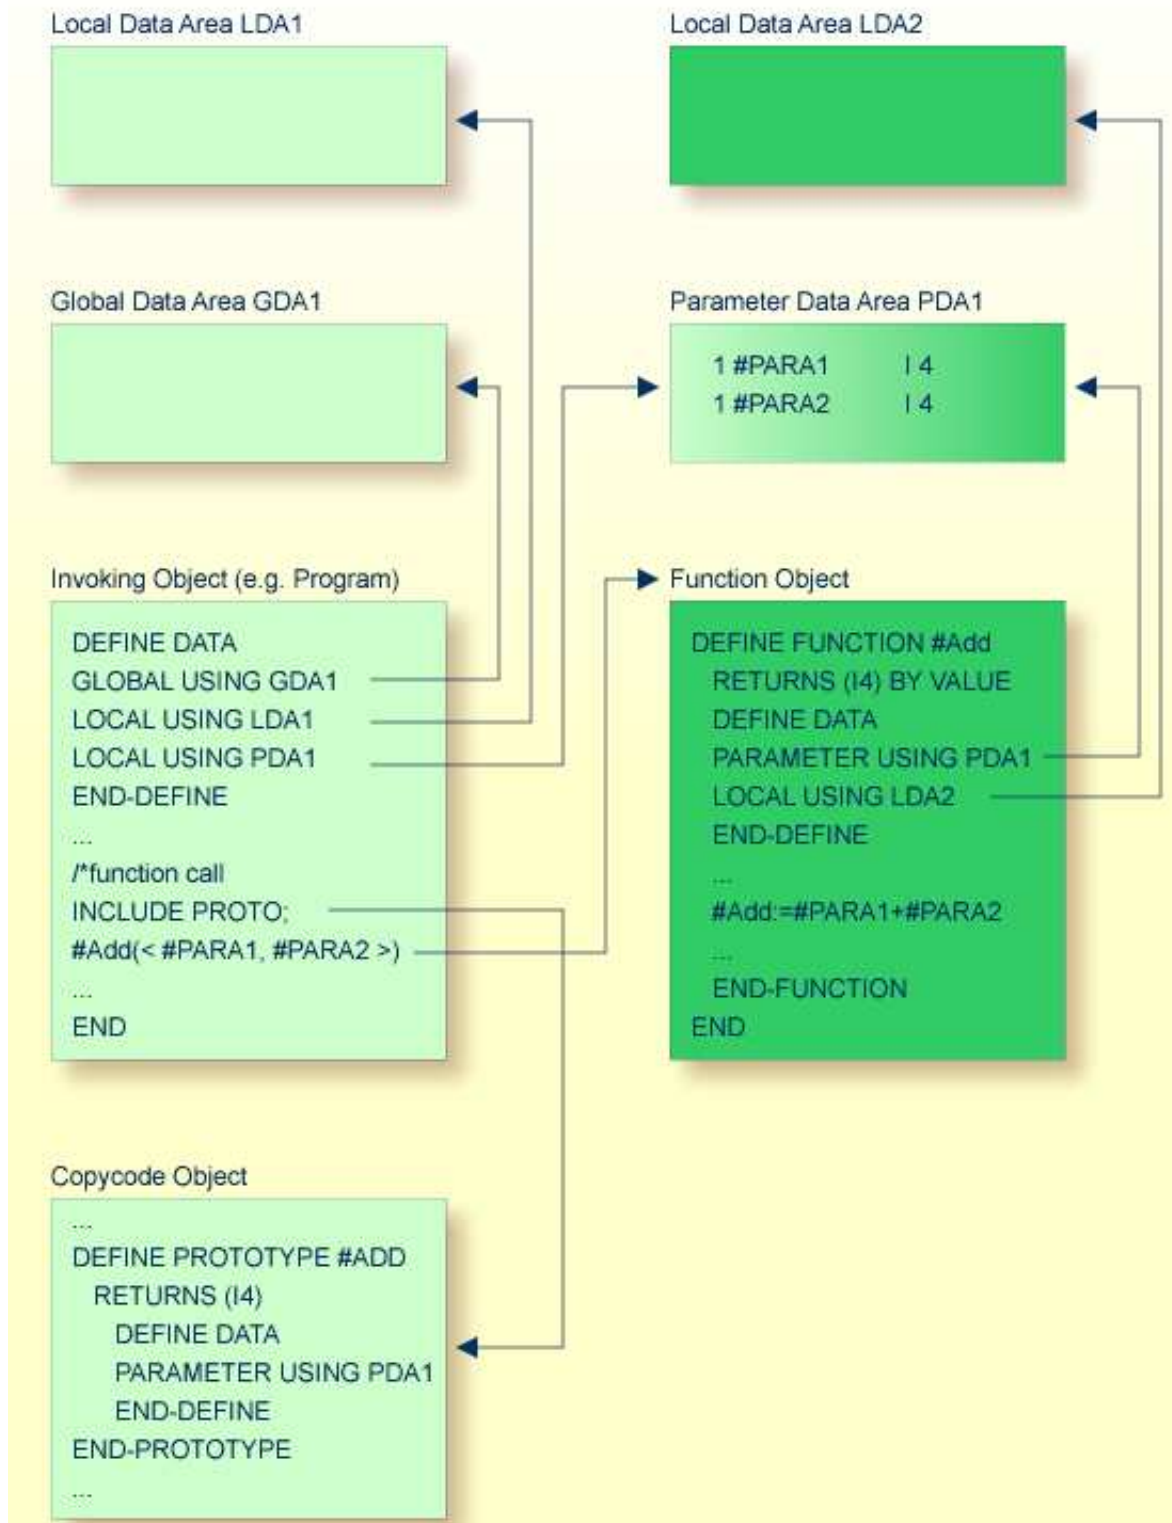 Local Data Area LDA1
Local Data Area LDA2
Global Data Area GDA1
Parameter Data Area PDA1
1 #PARA1 I 4
1 #PARA2 I 4
Invoking Object (e.g. Program)
DEFINE DATA
GLOBAL USING GDA1
LOCAL USING LDA1
LOCAL USING PDA1
END-DEFINE
...
/*function call
INCLUDE PROTO;
#Add(< #PARA1, #PARA2 >)
...
END
Function Object
DEFINE FUNCTION #Add
RETURNS (I4) BY VALUE
DEFINE DATA
PARAMETER USING PDA1
LOCAL USING LDA2
END-DEFINE
...
#Add:=#PARA1+#PARA2
...
END-FUNCTION
END
Copycode Object
...
DEFINE PROTOTYPE #ADD
RETURNS (I4)
DEFINE DATA
PARAMETER USING PDA1
END-DEFINE
END-PROTOTYPE
...